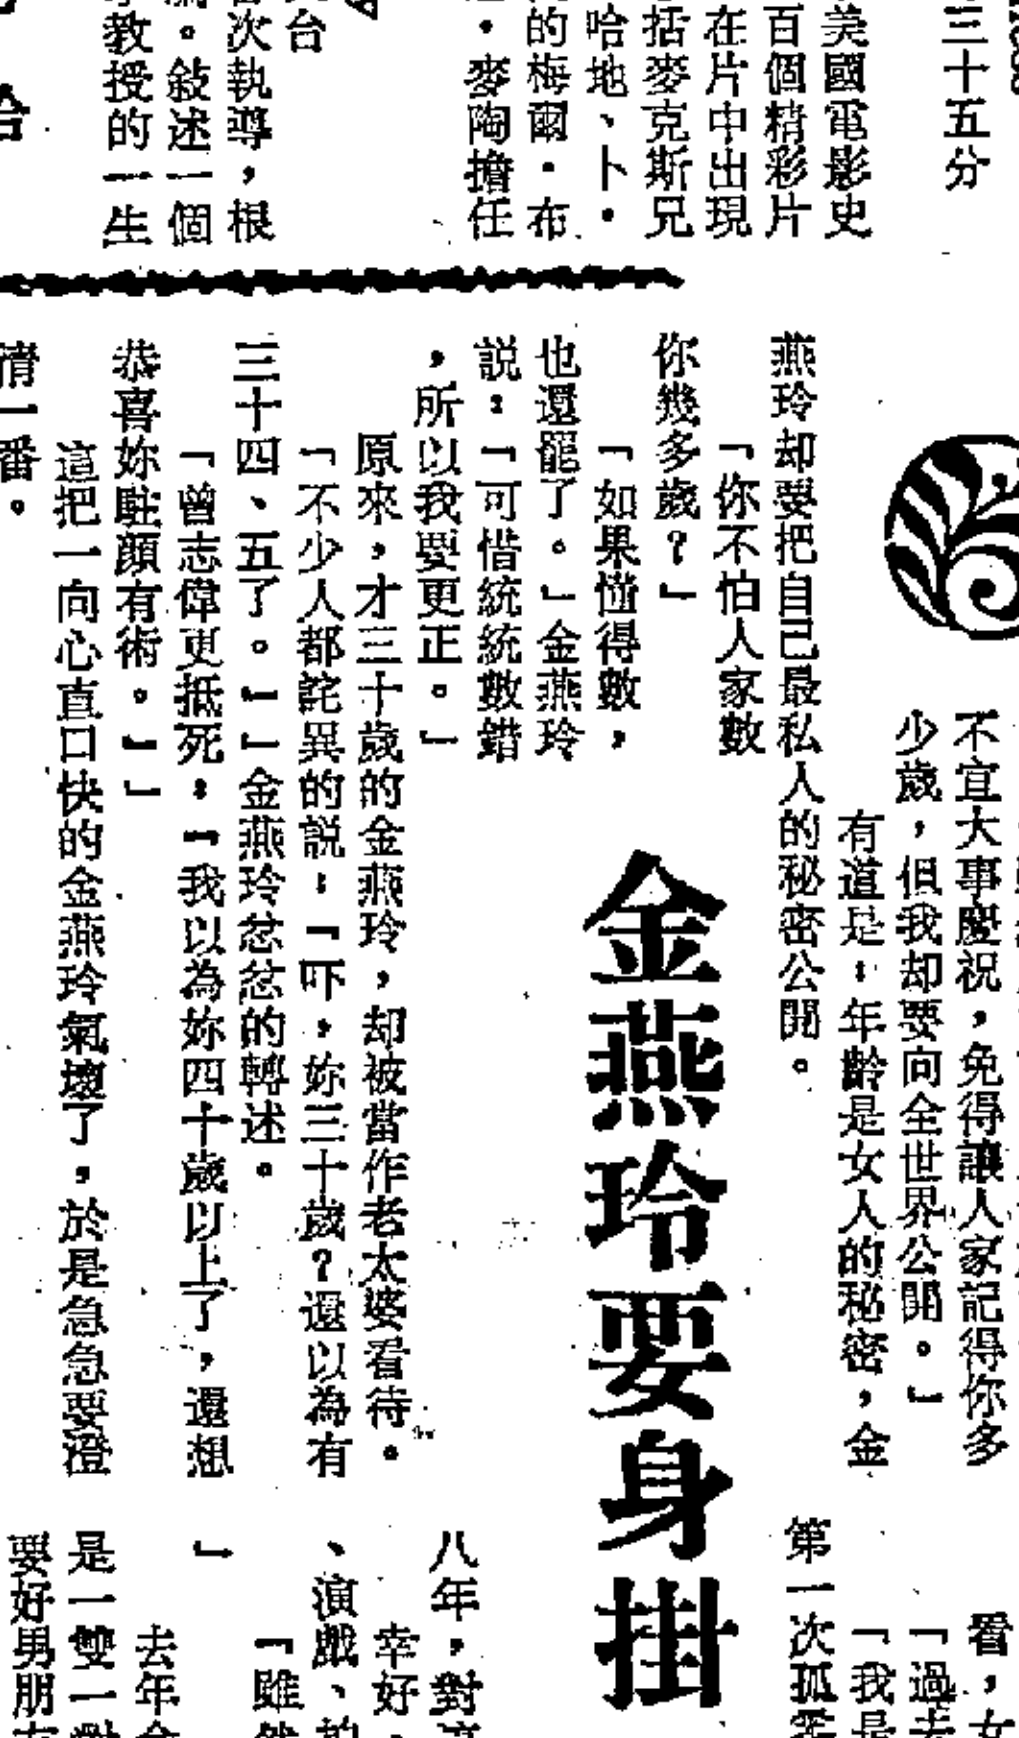 三十五分
美國電影史
百個精彩片
在片中出現
括麥克斯兄
哈地、卜・
的梅爾・布
・麥陶擔任
台
次執導，根
。敍述一個
教授的一生
不宜大事慶祝，免得讓人家記得你多
少歲，但我却要向全世界公開。」
有道是：年齡是女人的秘密，金
燕玲却要把自己最私人的秘密公開。
「你不怕人家數
你幾多歲？」
「如果懂得數，
也還罷了。」金燕玲
説：「可惜統統數錯
，所以我要更正。」
金燕玲要身掛
原來，才三十歲的金燕玲，却被當作老太婆看待。
「不少人都詫異的説：『吓，妳三十歲？還以為有
三十四、五了。』」金燕玲忿忿的轉述。
「曾志偉更抵死：『我以為妳四十歲以上了，還想
恭喜妳駐顏有術。』」
這把一向心直口快的金燕玲氣壞了，於是急急要澄
清一番。
看，女
「過去
「我是
第一次孤
八年，對
幸好，
、演戲、拍
「雖然
」
去年金
是一雙一對
要好男朋友